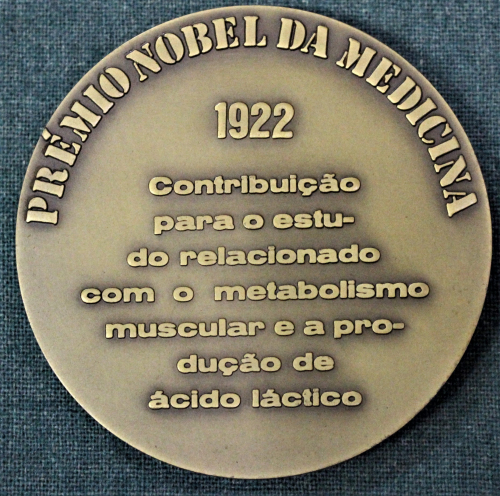 PRÉMIO NOBEL DA MEDICINA
1922
Contribuição
para o estu-
do relacionado
com o metabolismo
muscular e a pro-
dução de
ácido láctico